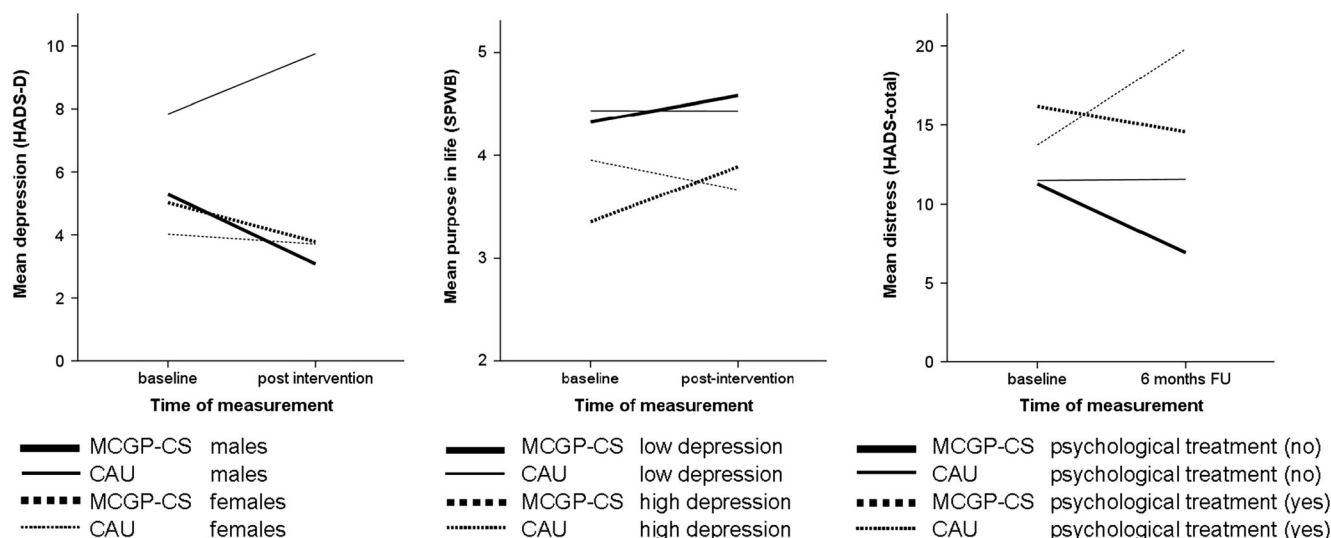 Mean depression (HADS-D)
10
8
6
4
2
0
baseline post intervention
Time of measurement
MCGP-CS males
CAU males
MCGP-CS females
CAU females
Mean purpose in life (SPWB)
5
4
3
2
baseline post-intervention
Time of measurement
MCGP-CS low depression
CAU low depression
MCGP-CS high depression
CAU high depression
Mean distress (HADS-total)
20
15
10
5
0
baseline 6 months FU
Time of measurement
MCGP-CS psychological treatment (no)
CAU psychological treatment (no)
MCGP-CS psychological treatment (yes)
CAU psychological treatment (yes)